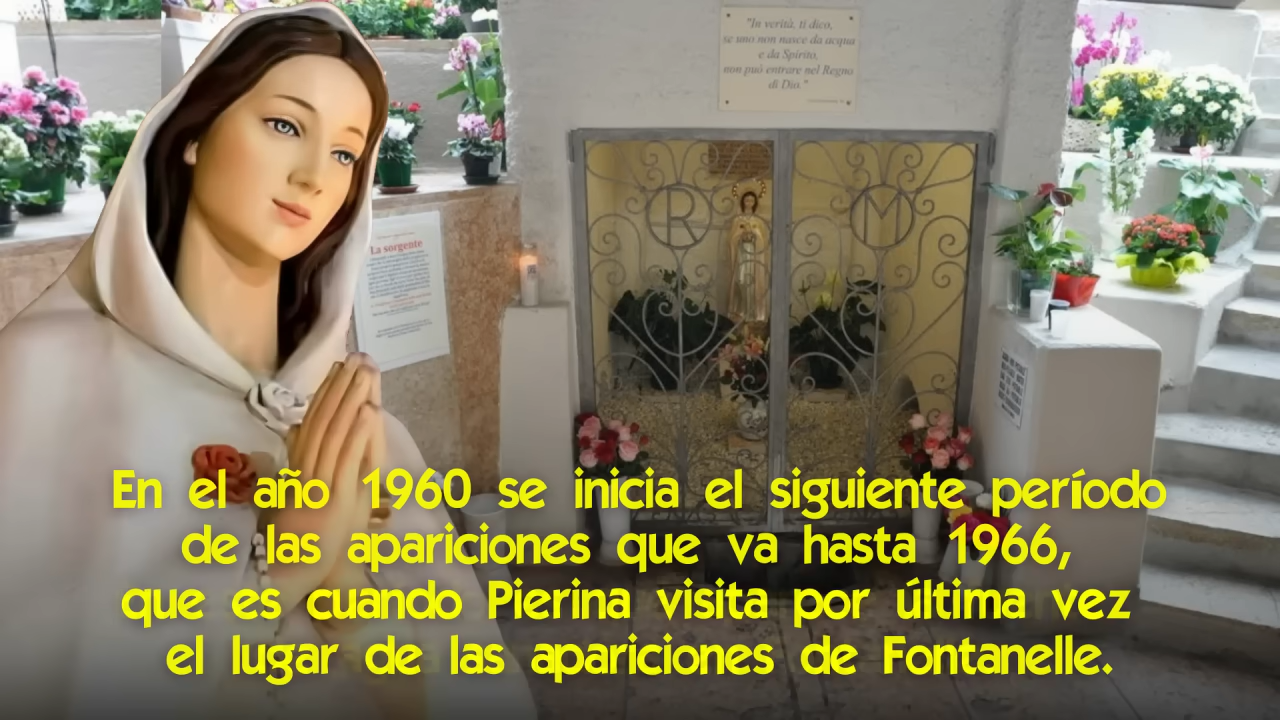 "In verità, ti dico,
se uno non nasce da acqua
e da Spirito,
non può entrare nel Regno
di Dio."
La sorgente
R M
En el año 1960 se inicia el siguiente período
de las apariciones que va hasta 1966,
que es cuando Pierina visita por última vez
el lugar de las apariciones de Fontanelle.